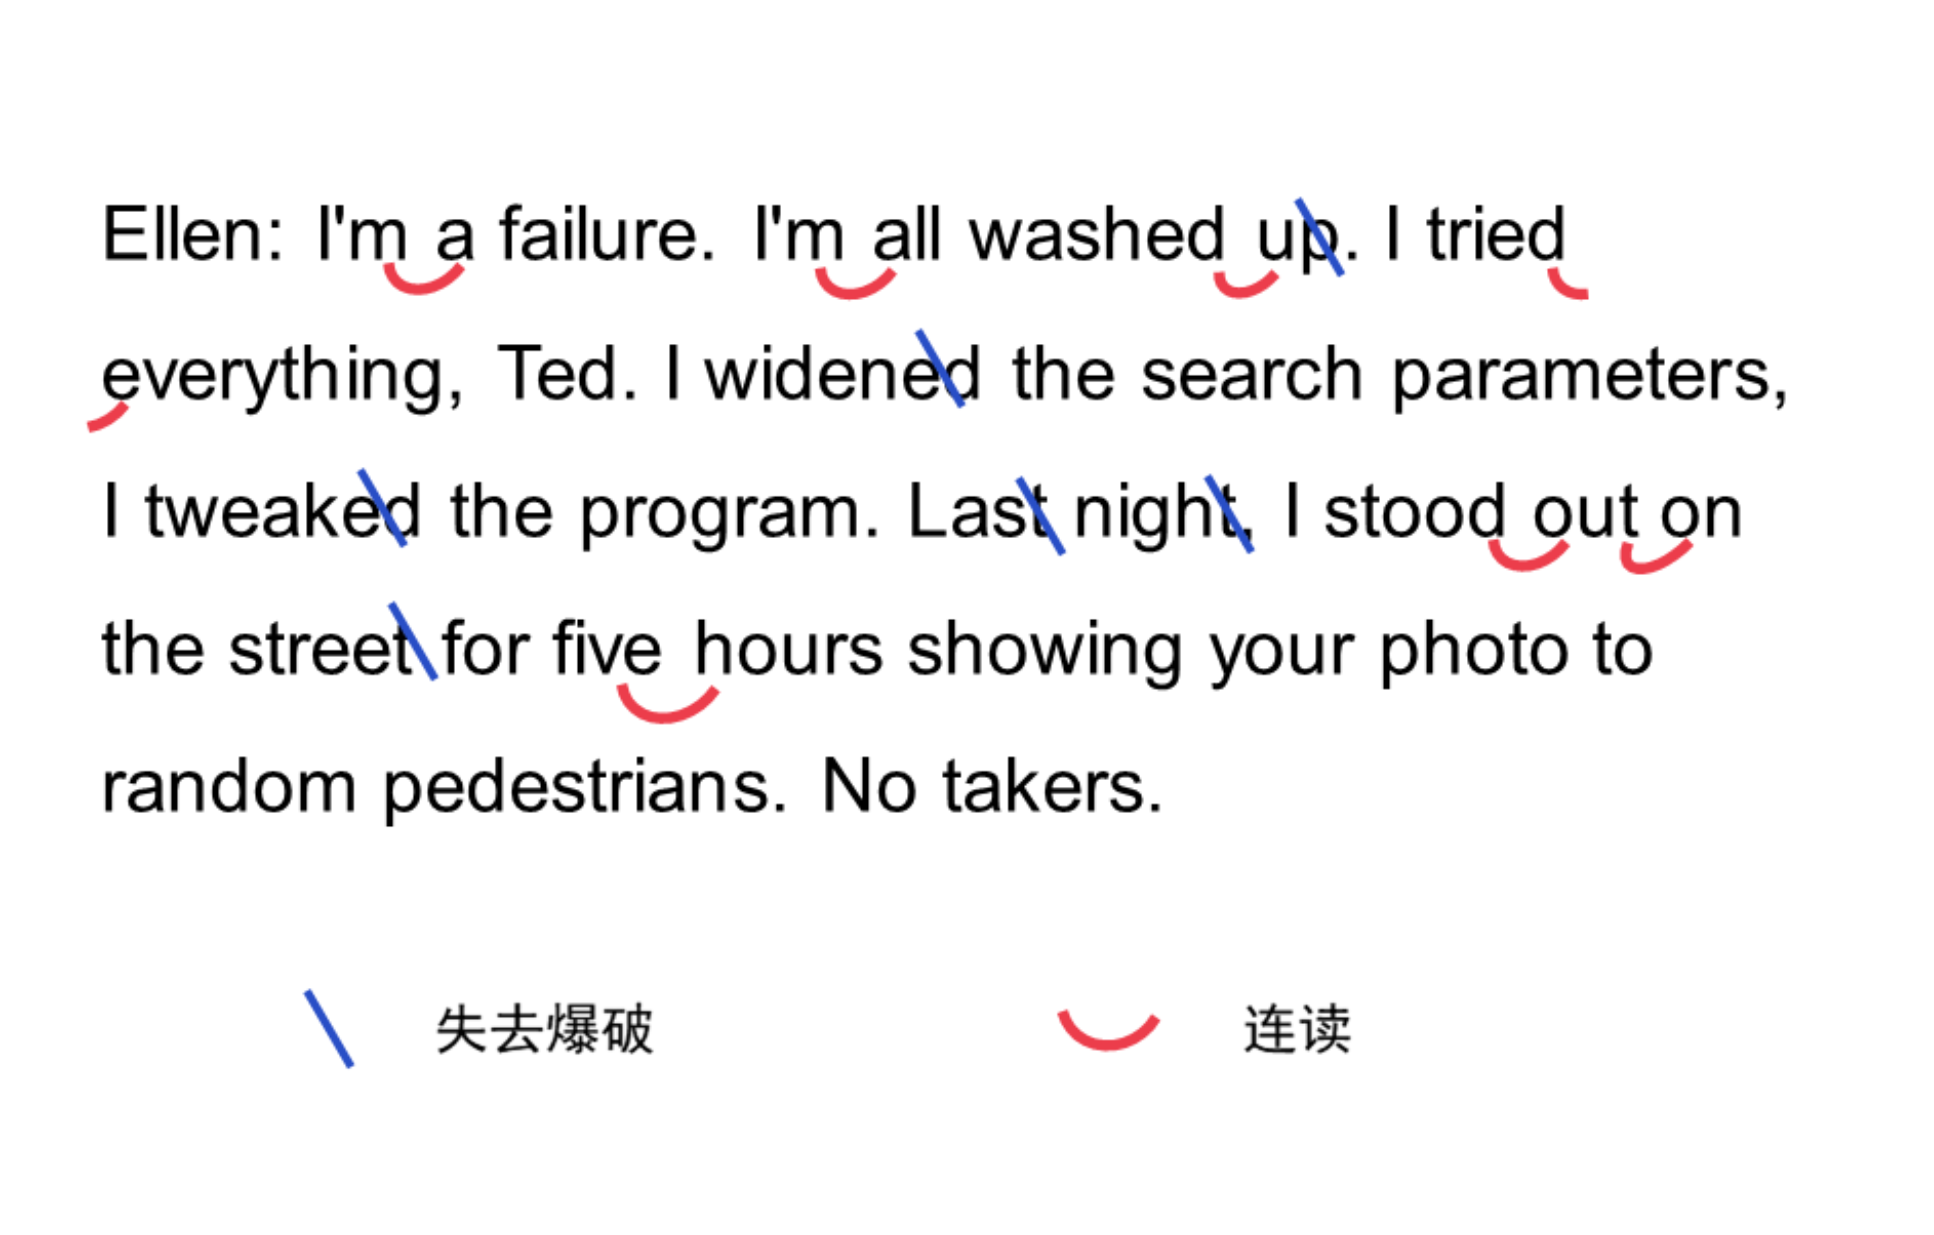 Ellen: I'm a failure. I'm all washed up. I tried
everything, Ted. I widened the search parameters,
I tweaked the program. Last night, I stood out on
the street for five hours showing your photo to
random pedestrians. No takers.
失去爆破 连读